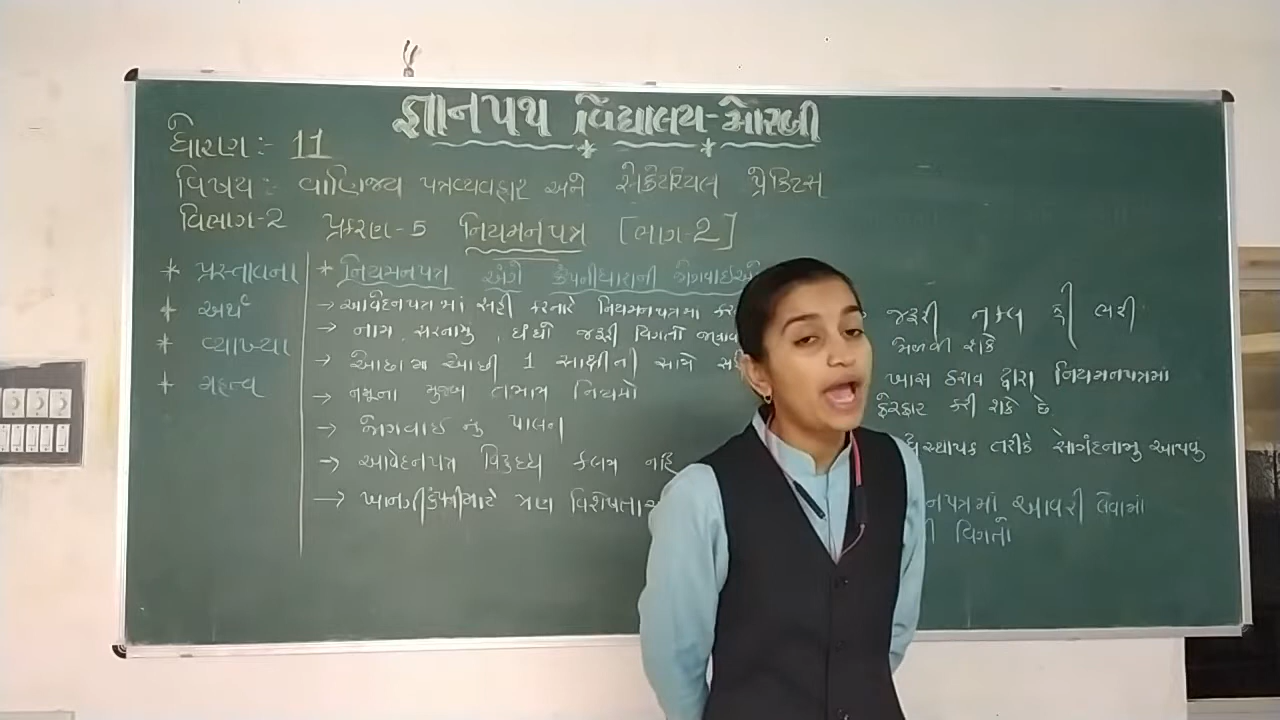 જ્ઞાનપથ વિદ્યાલય-મોરબી
ધોરણ:- 11
વિષય: વાણિજ્ય પત્રવ્યવહાર અને સેક્રેટરિયલ પ્રેક્ટિસ
વિભાગ-2 પ્રકરણ-5 નિયમનપત્ર [ભાગ-2]
* પ્રસ્તાવના
* અર્થ
* વ્યાખ્યા
* મહત્વ
* નિયમનપત્ર અંગે કંપનીધારાની જોગવાઈઓ
→ આવેદનપત્રમાં સહી કરનારે નિયમનપત્રમાં
→ નામ, સરનામુ, ધંધો જરૂરી વિગતો
→ ઓછામાં ઓછી 1 સાક્ષીની સામે
→ નમૂના મુજબ તમામ નિયમો
→ જોગવાઈ નું પાલન
→ આવેદનપત્ર વિરુધ્ધ કલમ નહિ
→ ખાનગીકંપનીમાટે ત્રણ વિશેષતા
જરૂરી નકલ ફી ભરી
મેળવી શકે
ખાસ ઠરાવ દ્વારા નિયમનપત્રમાં
ફેરફાર કરી શકે છે
તરીકે સોગંદનામુ આપવુ
આવરી લેવામાં
વિગતો